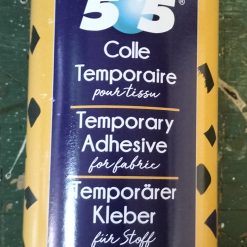 505®
Colle
Temporaire
pour tissu
Temporary
Adhesive
for fabric
Temporärer
Kleber
für Stoff